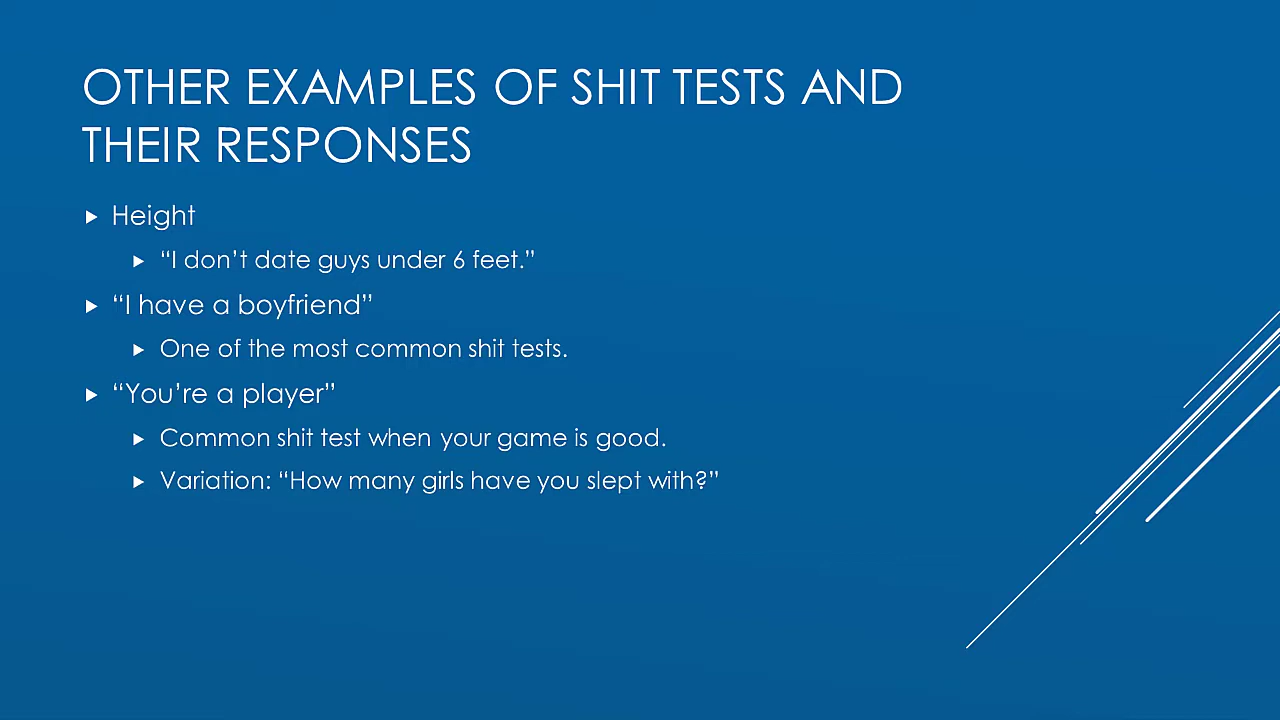 OTHER EXAMPLES OF SHIT TESTS AND
THEIR RESPONSES
Height
“I don’t date guys under 6 feet.”
“I have a boyfriend”
One of the most common shit tests.
“You’re a player”
Common shit test when your game is good.
Variation: “How many girls have you slept with?”